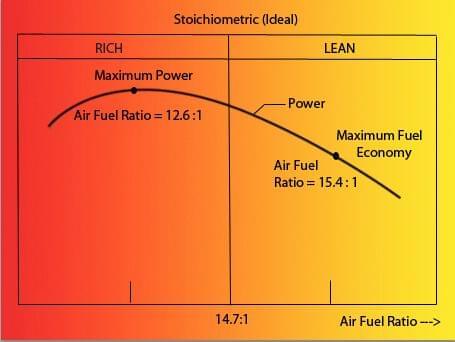 Stoichiometric (Ideal)
RICH
LEAN
Maximum Power
Air Fuel Ratio = 12.6 :1
Power
Maximum Fuel
Economy
Air Fuel
Ratio = 15.4 : 1
14.7:1
Air Fuel Ratio --->